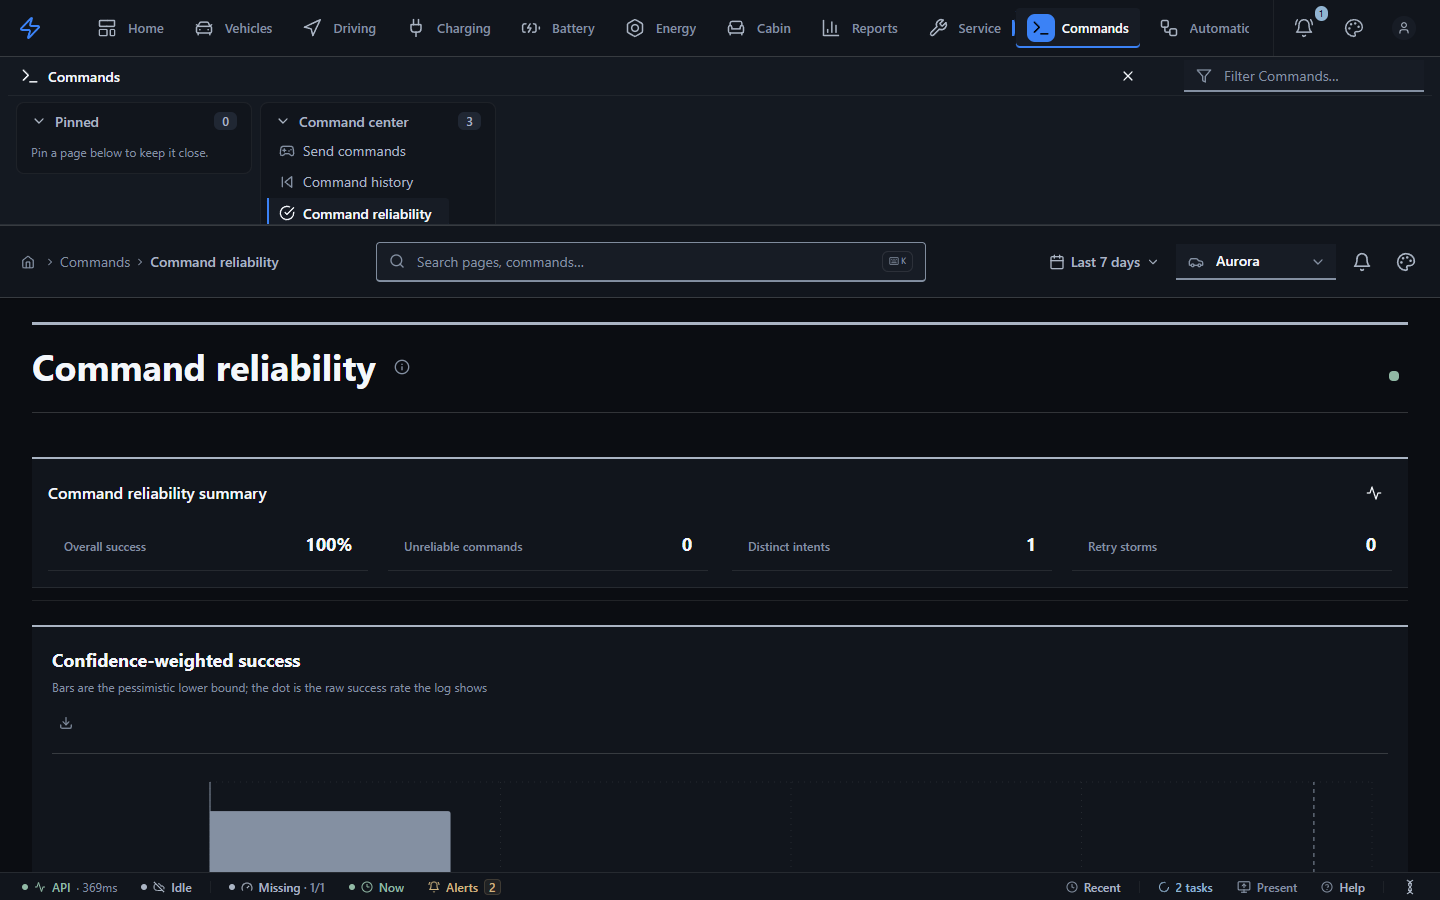 Home Vehicles Driving Charging Battery Energy Cabin Reports Service Commands Automatic 1
Commands Filter Commands...
Pinned 0
Pin a page below to keep it close.
Command center 3
Send commands
Command history
Command reliability
Commands Command reliability Search pages, commands... K Last 7 days Aurora
Command reliability
Command reliability summary
Overall success 100% Unreliable commands 0 Distinct intents 1 Retry storms 0
Confidence-weighted success
Bars are the pessimistic lower bound; the dot is the raw success rate the log shows
API · 369ms Idle Missing · 1/1 Now Alerts 2 Recent 2 tasks Present Help